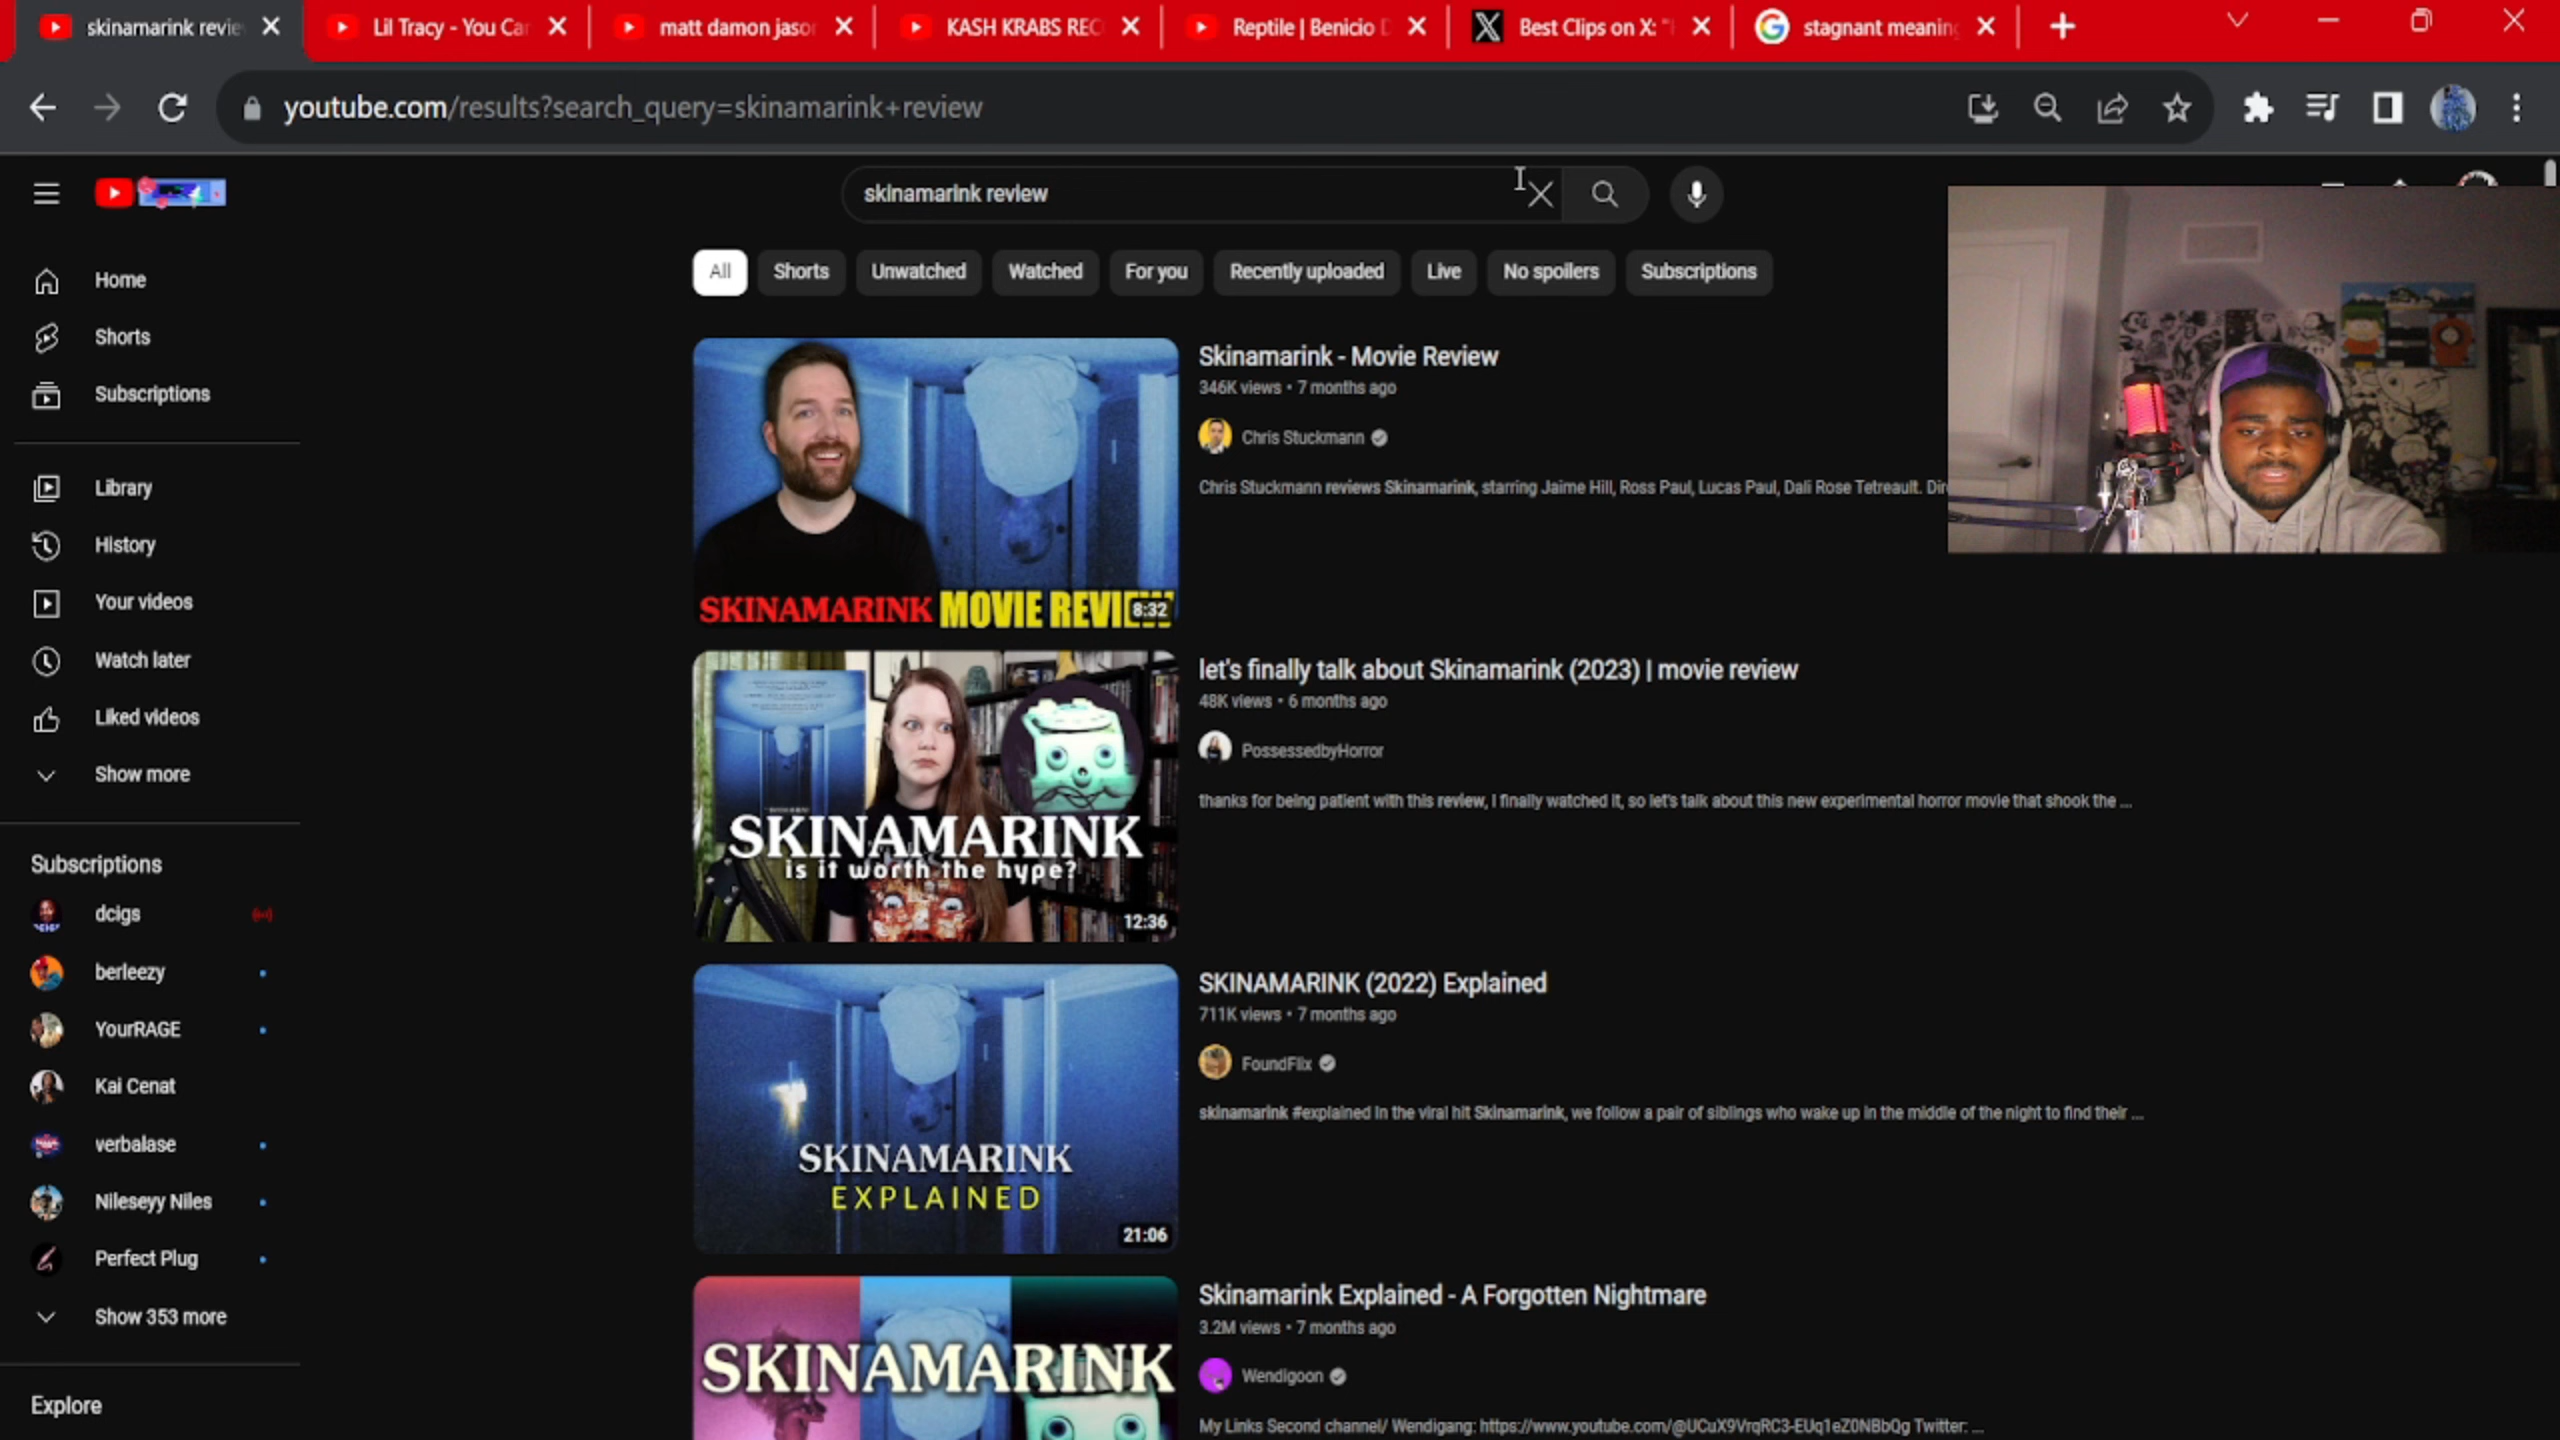 skinamarink revie
Lil Tracy - You Car
matt damon jason
KASH KRABS REC
Reptile | Benicio D
Best Clips on X: "
stagnant meaning
youtube.com/results?search_query=skinamarink+review
skinamarink review
Home
Shorts
Subscriptions
Library
History
Your videos
Watch later
Liked videos
Show more
Subscriptions
dcigs
berleezy
YourRAGE
Kai Cenat
verbalase
Nileseyy Niles
Perfect Plug
Show 353 more
Explore
All
Shorts
Unwatched
Watched
For you
Recently uploaded
Live
No spoilers
Subscriptions
SKINAMARINK MOVIE REVIEW
8:32
Skinamarink - Movie Review
346K views • 7 months ago
Chris Stuckmann
Chris Stuckmann reviews Skinamarink, starring Jaime Hill, Ross Paul, Lucas Paul, Dali Rose Tetreault. Dir
SKINAMARINK
is it worth the hype?
12:36
let's finally talk about Skinamarink (2023) | movie review
48K views • 6 months ago
PossessedbyHorror
thanks for being patient with this review, I finally watched it, so let's talk about this new experimental horror movie that shook the ...
SKINAMARINK
EXPLAINED
21:06
SKINAMARINK (2022) Explained
711K views • 7 months ago
FoundFlix
skinamarink #explained In the viral hit Skinamarink, we follow a pair of siblings who wake up in the middle of the night to find their ...
SKINAMARINK
Skinamarink Explained - A Forgotten Nightmare
3.2M views • 7 months ago
Wendigoon
My Links Second channel/ Wendigang: https://www.youtube.com/@UCuX9VrqRC3-EUq1eZ0NBbQg Twitter: ...